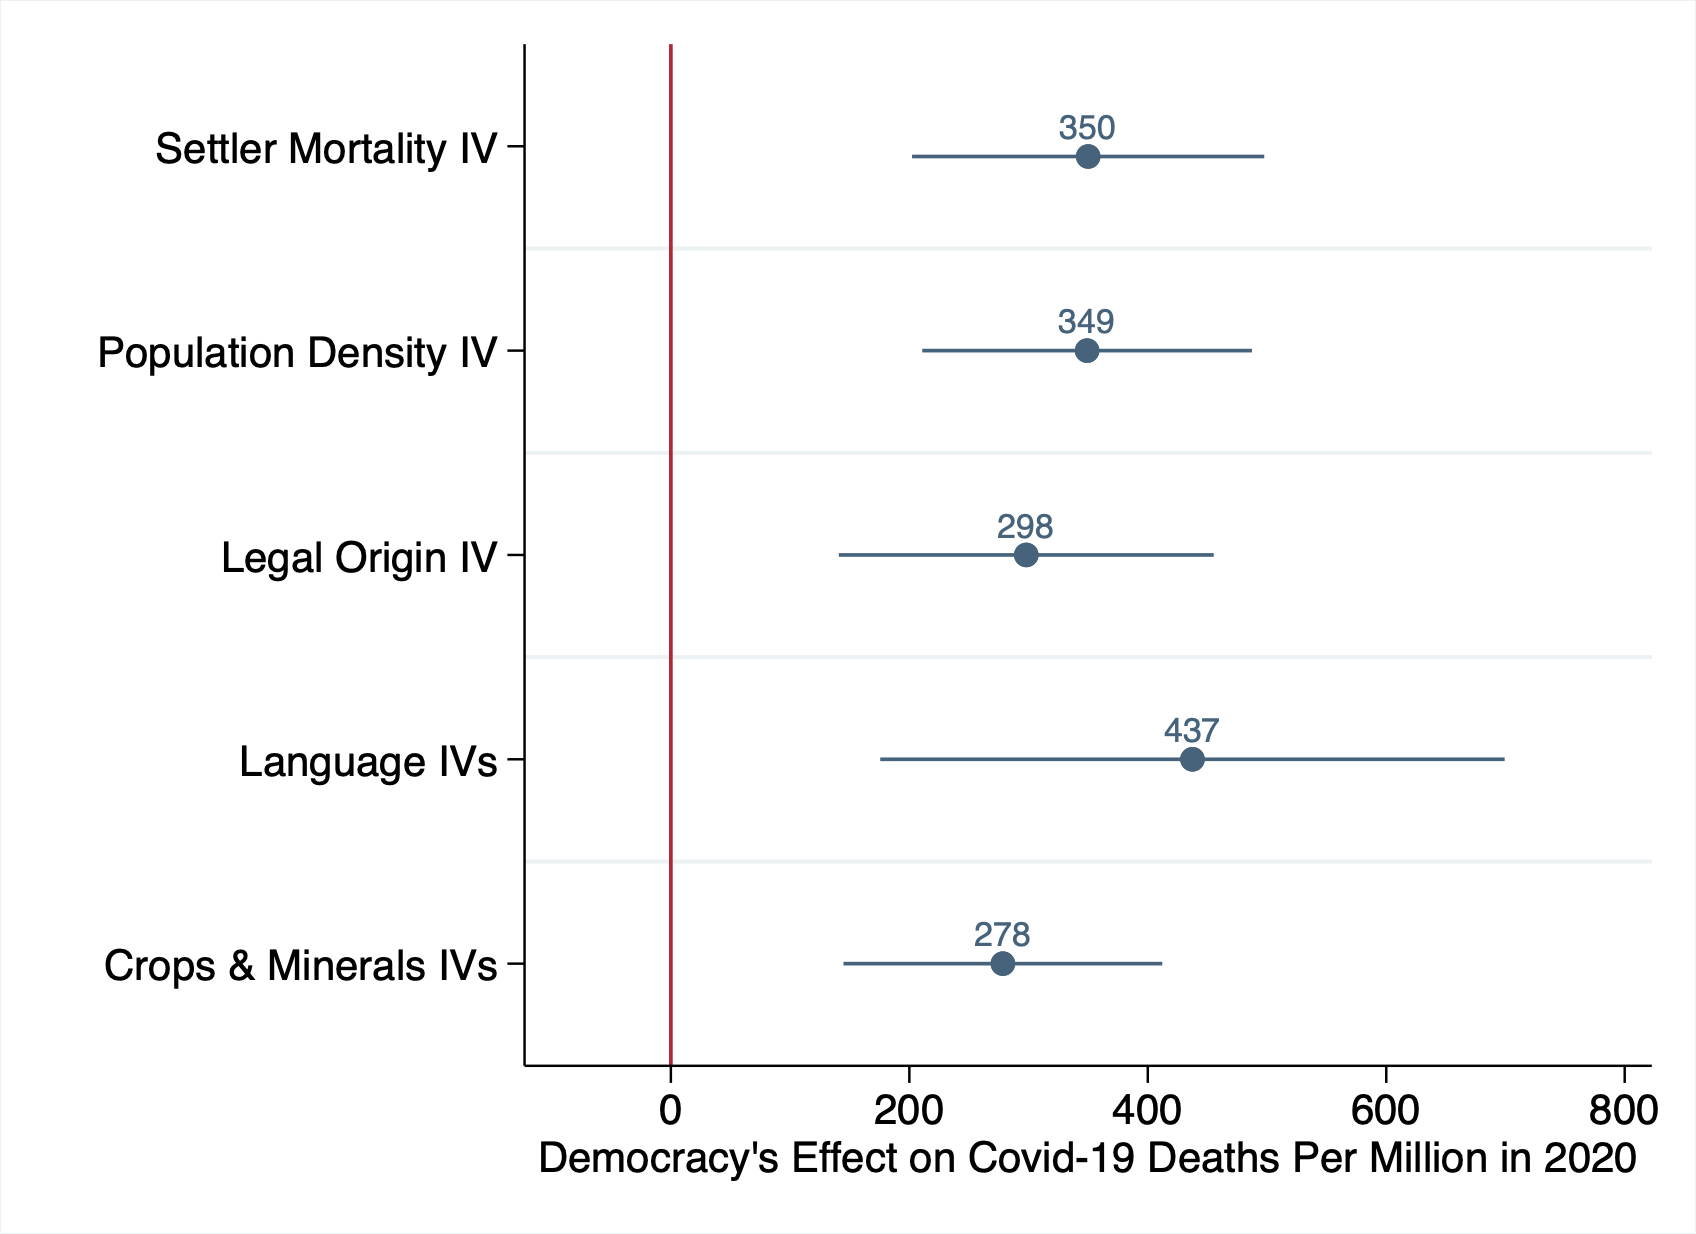 350
Settler Mortality IV
349
Population Density IV
298
Legal Origin IV
437
Language IVs
278
Crops & Minerals IVs
0 200 400 600 800
Democracy's Effect on Covid-19 Deaths Per Million in 2020